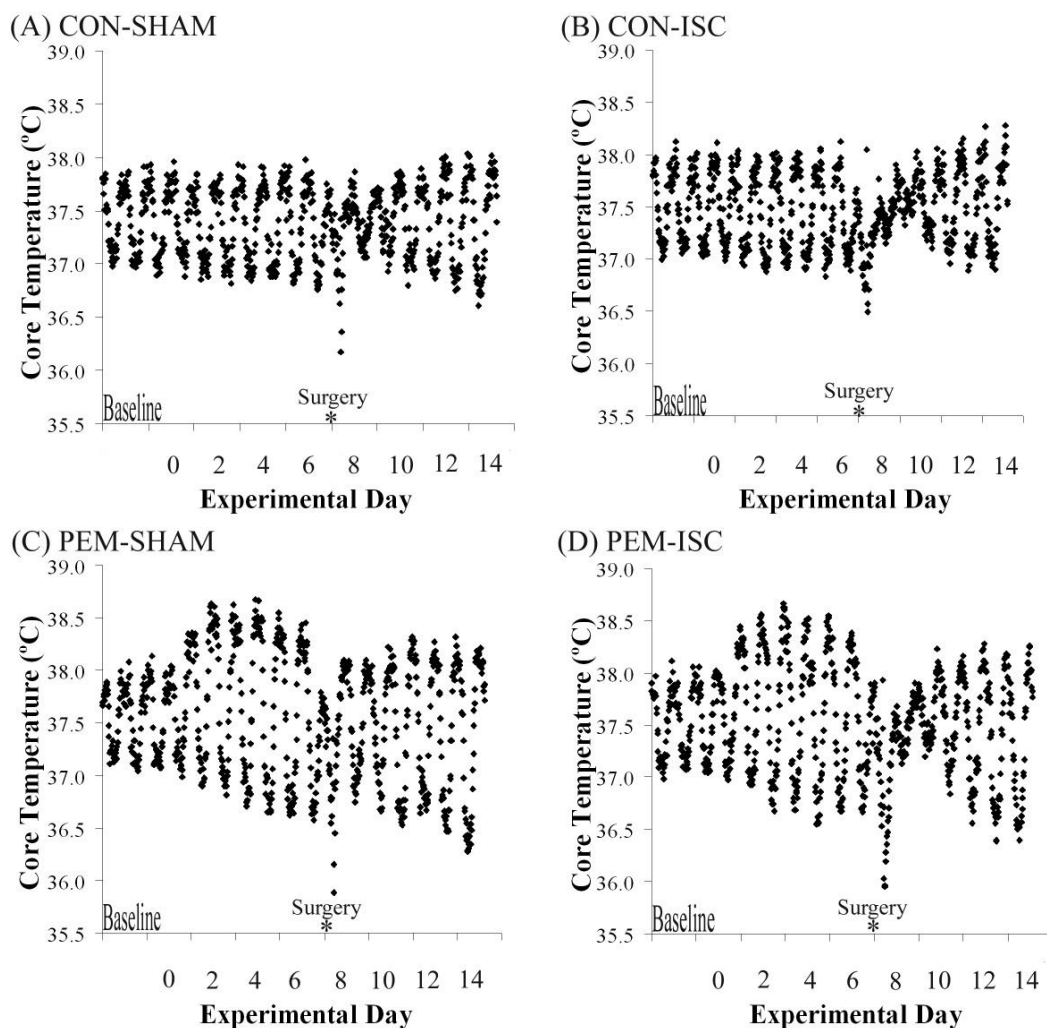 (A) CON-SHAM
39.0
38.5
38.0
37.5
37.0
36.5
36.0
35.5
Core Temperature (ºC)
Baseline
Surgery
*
0 2 4 4 6 8 10 12 14
Experimental Day
(B) CON-ISC
39.0
38.5
38.0
37.5
37.0
36.5
36.0
35.5
Core Temperature (ºC)
Baseline
Surgery
*
0 2 4 6 8 10 12 14
Experimental Day
(C) PEM-SHAM
39.0
38.5
38.0
37.5
37.0
36.5
36.0
35.5
Core Temperature (ºC)
Baseline
Surgery
*
0 2 4 6 8 10 12 14
Experimental Day
(D) PEM-ISC
39.0
38.5
38.0
37.5
37.0
36.5
36.0
35.5
Core Temperature (ºC)
Baseline
Surgery
*
0 2 4 6 8 10 12 14
Experimental Day